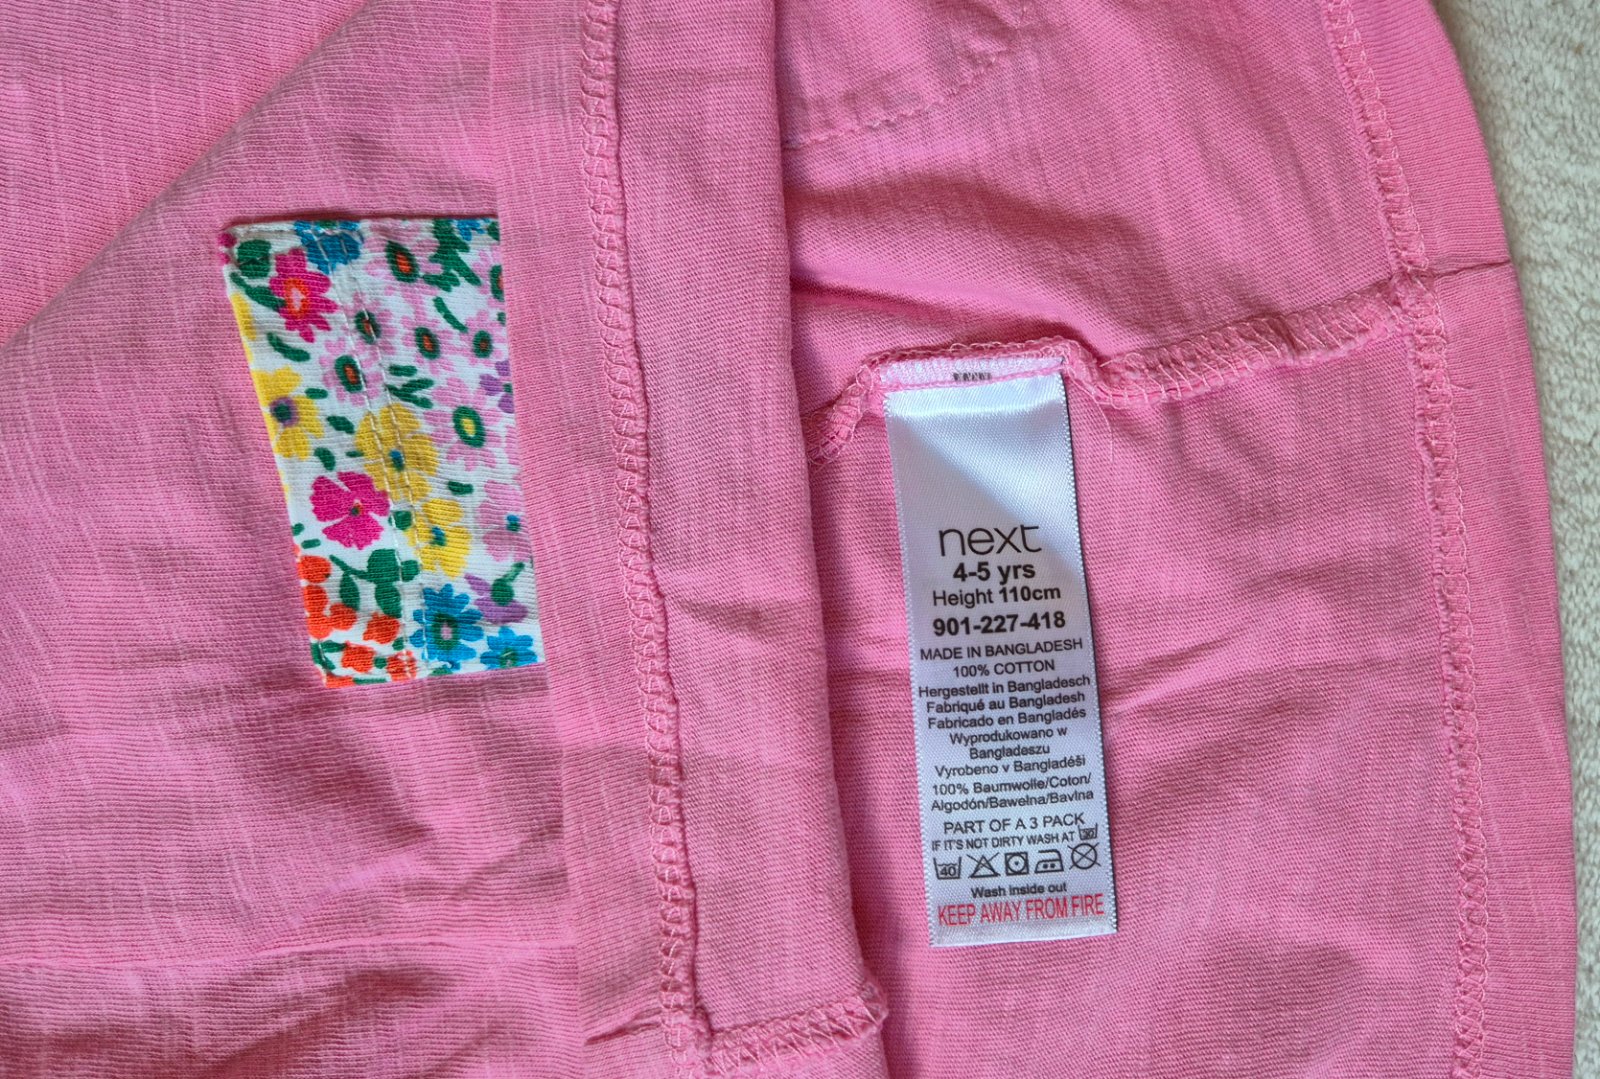 next
4-5 yrs
Height 110cm
901-227-418
MADE IN BANGLADESH
100% COTTON
Hergestellt in Bangladesch
Fabriqué au Bangladesh
Fabricado en Bangladés
Wyprodukowano w
Bangladeszu
Vyrobeno v Bangladéši
100% Baumwolle/Coton/
Algodón/Bawełna/Bavlna
PART OF A 3 PACK
IF IT'S NOT DIRTY WASH AT 30
40
Wash inside out
KEEP AWAY FROM FIRE